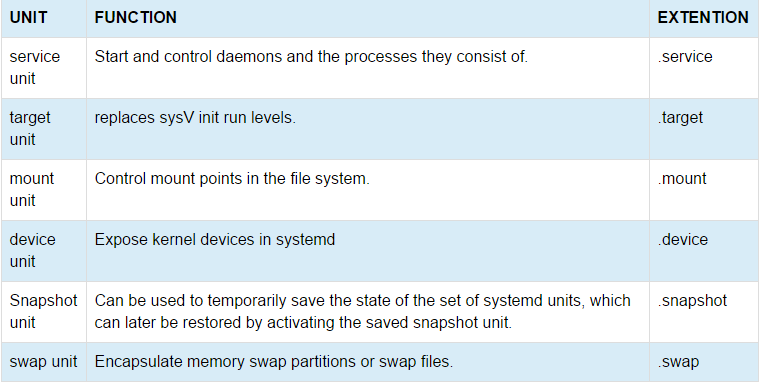 UNIT FUNCTION EXTENTION
service unit Start and control daemons and the processes they consist of. .service
target unit replaces sysV init run levels. .target
mount unit Control mount points in the file system. .mount
device unit Expose kernel devices in systemd .device
Snapshot unit Can be used to temporarily save the state of the set of systemd units, which can later be restored by activating the saved snapshot unit. .snapshot
swap unit Encapsulate memory swap partitions or swap files. .swap